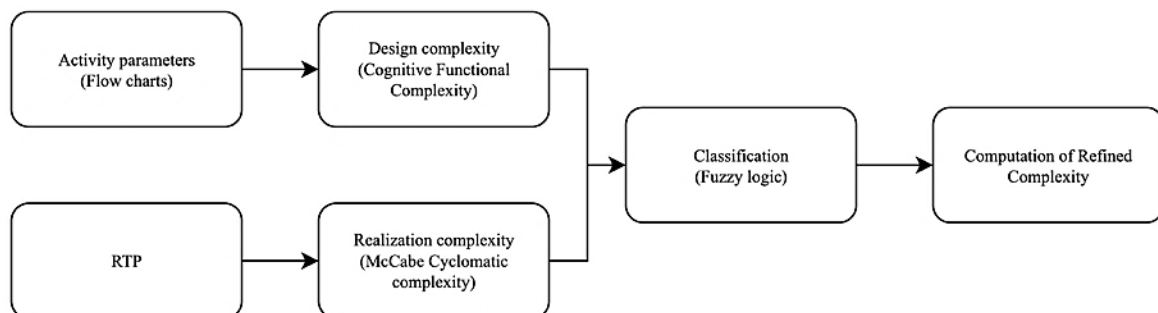 Activity parameters
(Flow charts)
Design complexity
(Cognitive Functional
Complexity)
Classification
(Fuzzy logic)
Computation of Refined
Complexity
RTP
Realization complexity
(McCabe Cyclomatic
complexity)